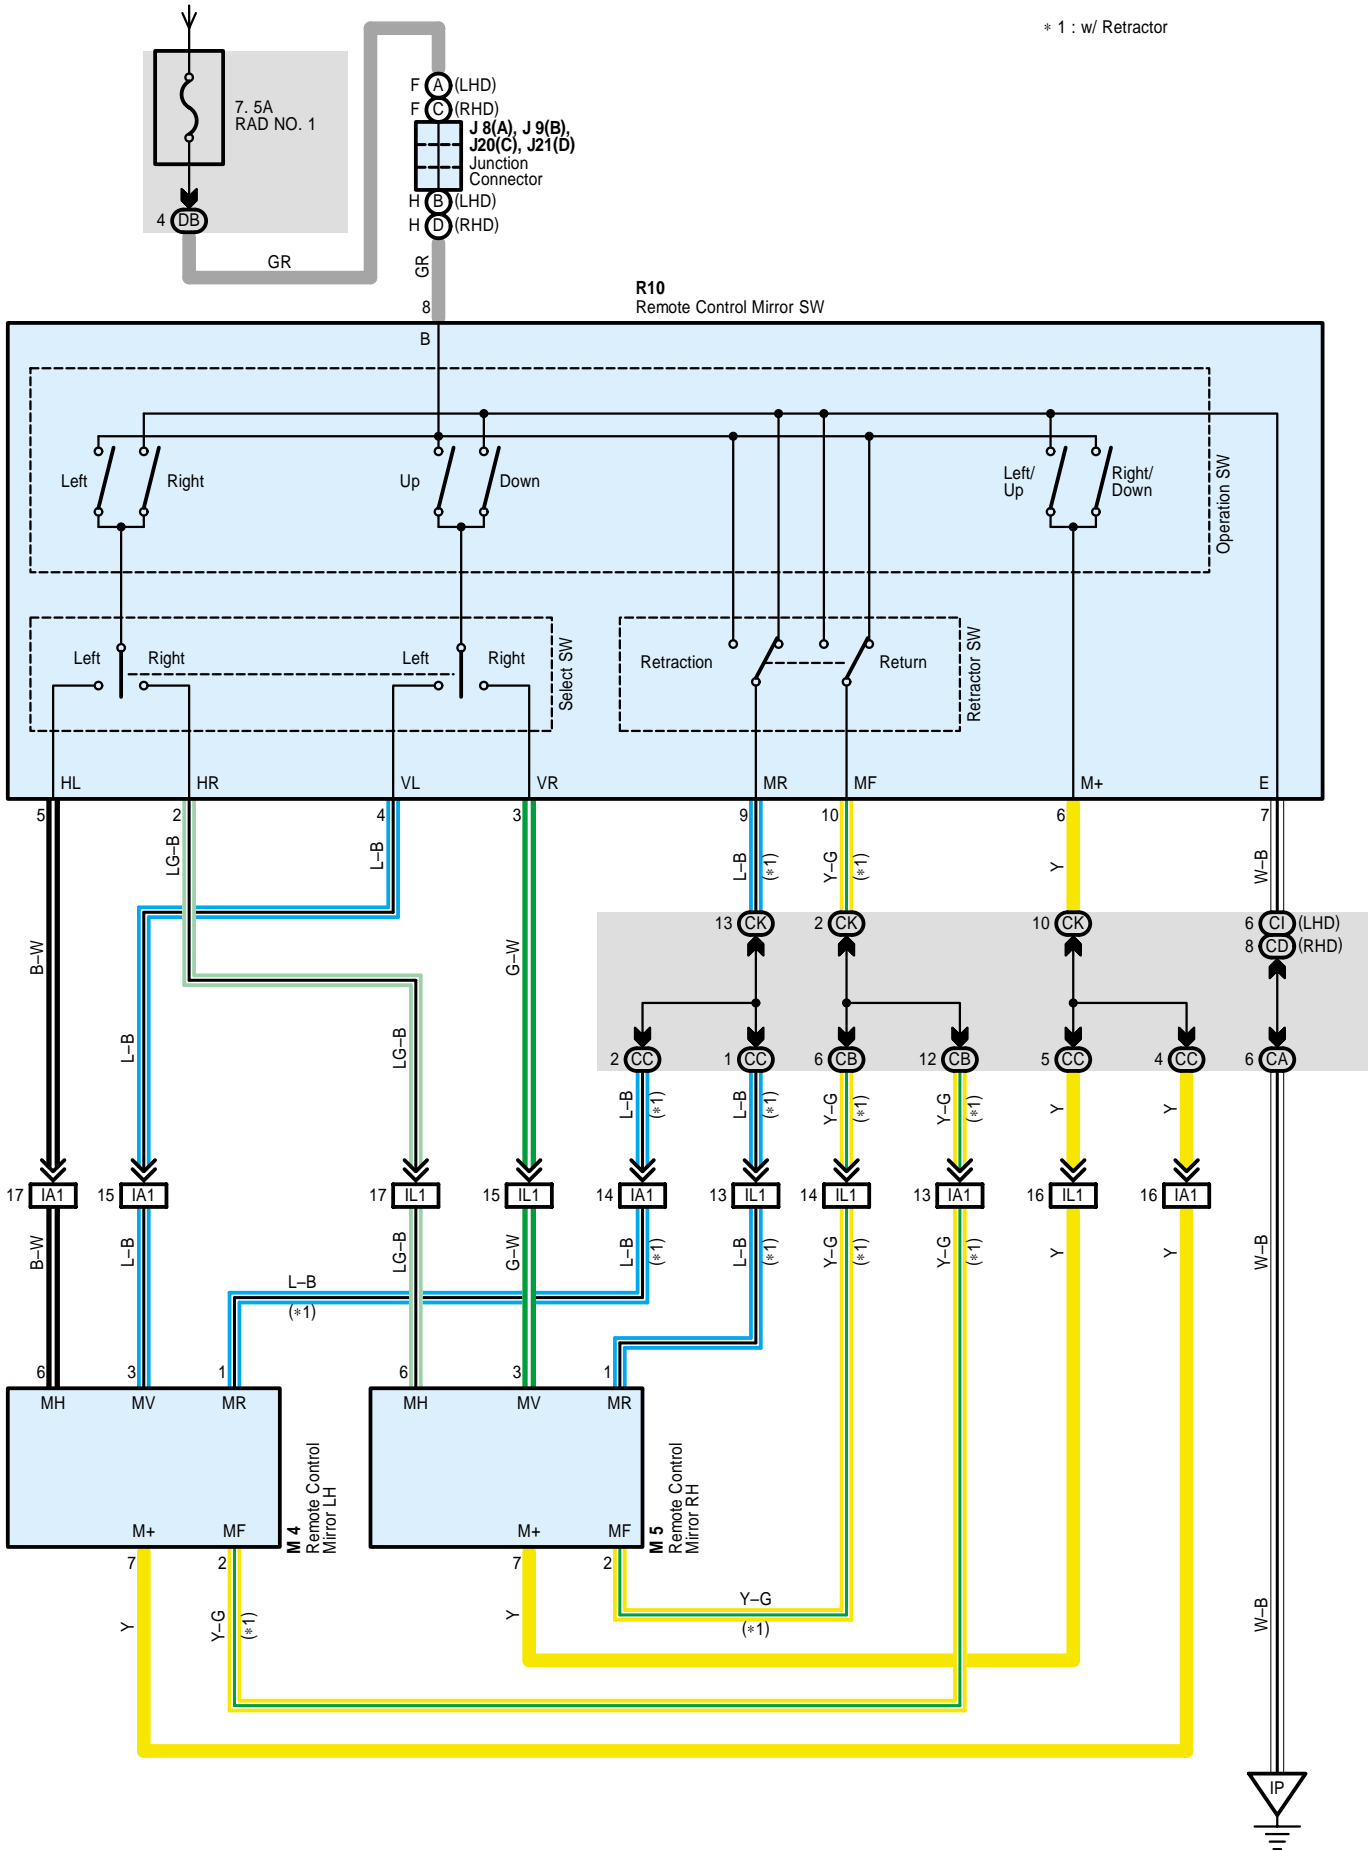 * 1 : w/ Retractor
7. 5A
RAD NO. 1
4 DB
GR
F A (LHD)
F C (RHD)
J 8(A), J 9(B),
J20(C), J21(D)
Junction
Connector
H B (LHD)
H D (RHD)
GR
8
R10
Remote Control Mirror SW
B
Left
Right
Up
Down
Left/
Up
Right/
Down
Operation SW
Left
Right
Left
Right
Select SW
Retraction
Return
Retractor SW
HL
HR
VL
VR
MR
MF
M+
E
5
2
4
3
9
10
6
7
LG–B
L–B
L–B
(*1)
Y–G
(*1)
Y
W–B
13 CK
2 CK
10 CK
6 CI (LHD)
8 CD (RHD)
B–W
G–W
L–B
LG–B
2 CC
1 CC
6 CB
12 CB
5 CC
4 CC
6 CA
L–B
(*1)
L–B
(*1)
Y–G
(*1)
Y–G
(*1)
Y
Y
17 IA1
15 IA1
17 IL1
15 IL1
14 IA1
13 IL1
14 IL1
13 IA1
16 IL1
16 IA1
B–W
L–B
LG–B
G–W
L–B
(*1)
L–B
(*1)
Y–G
(*1)
Y–G
(*1)
Y
Y
W–B
L–B
(*1)
6
3
1
6
3
1
MH
MV
MR
MH
MV
MR
M 4
Remote Control
Mirror LH
M 5
Remote Control
Mirror RH
M+
MF
M+
MF
7
2
7
2
Y
Y–G
(*1)
Y
Y–G
(*1)
W–B
IP